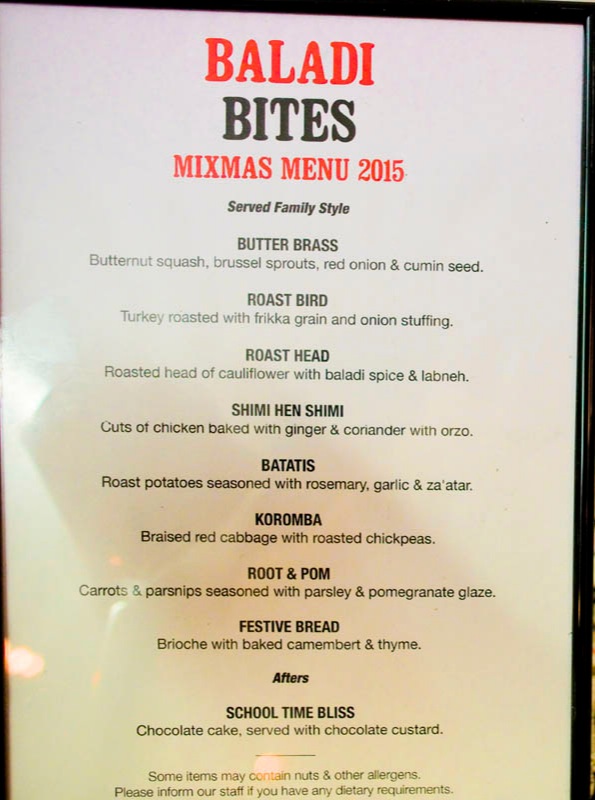 BALADI
BITES
MIXMAS MENU 2015
Served Family Style
BUTTER BRASS
Butternut squash, brussel sprouts, red onion & cumin seed.
ROAST BIRD
Turkey roasted with frikka grain and onion stuffing.
ROAST HEAD
Roasted head of cauliflower with baladi spice & labneh.
SHIMI HEN SHIMI
Cuts of chicken baked with ginger & coriander with orzo.
BATATIS
Roast potatoes seasoned with rosemary, garlic & za'atar.
KOROMBA
Braised red cabbage with roasted chickpeas.
ROOT & POM
Carrots & parsnips seasoned with parsley & pomegranate glaze.
FESTIVE BREAD
Brioche with baked camembert & thyme.
Afters
SCHOOL TIME BLISS
Chocolate cake, served with chocolate custard.
Some items may contain nuts & other allergens.
Please inform our staff if you have any dietary requirements.